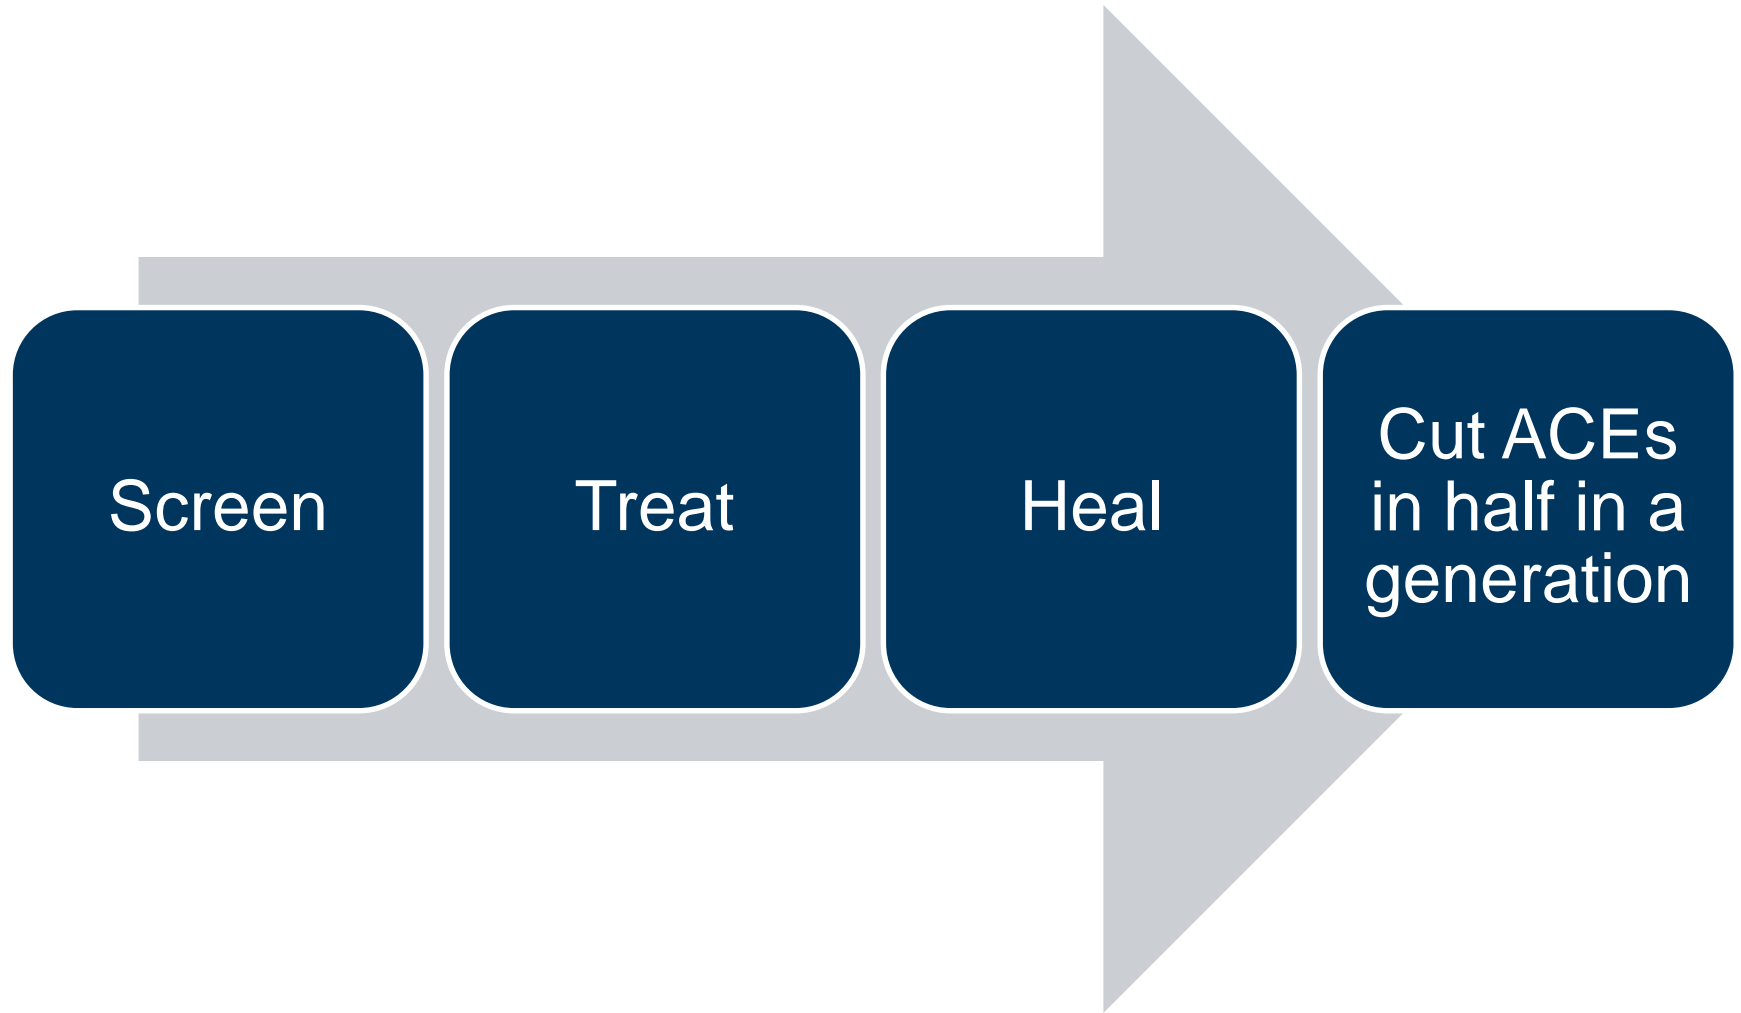 Screen
Treat
Heal
Cut ACEs
in half in a
generation